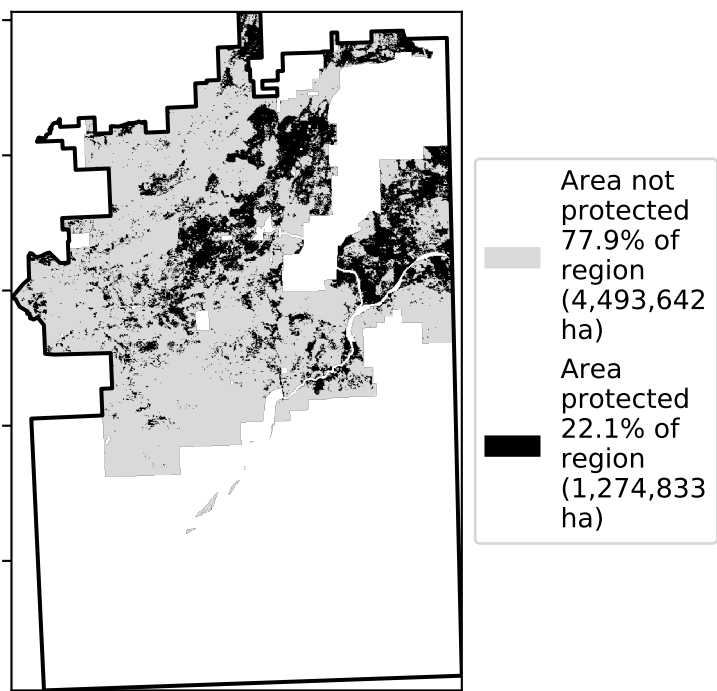 Area not
protected
77.9% of
region
(4,493,642
ha)
Area
protected
22.1% of
region
(1,274,833
ha)